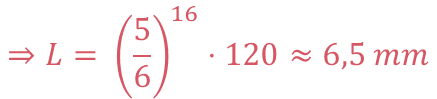 ⇒ L = (5/6)^16 · 120 ≈ 6,5 mm